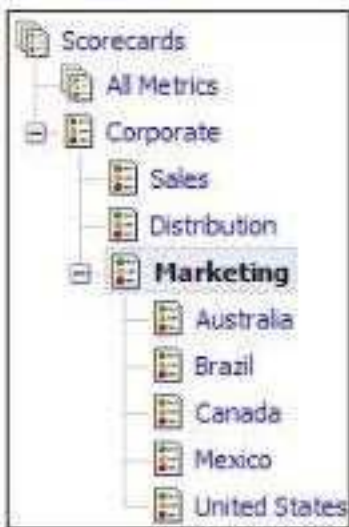 Scorecards
All Metrics
Corporate
Sales
Distribution
Marketing
Australia
Brazil
Canada
Mexico
United States